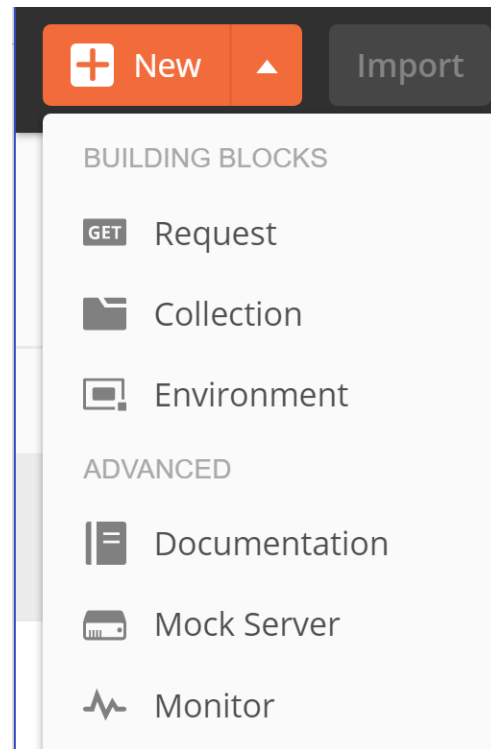 New
Import
BUILDING BLOCKS
GET Request
Collection
Environment
ADVANCED
Documentation
Mock Server
Monitor